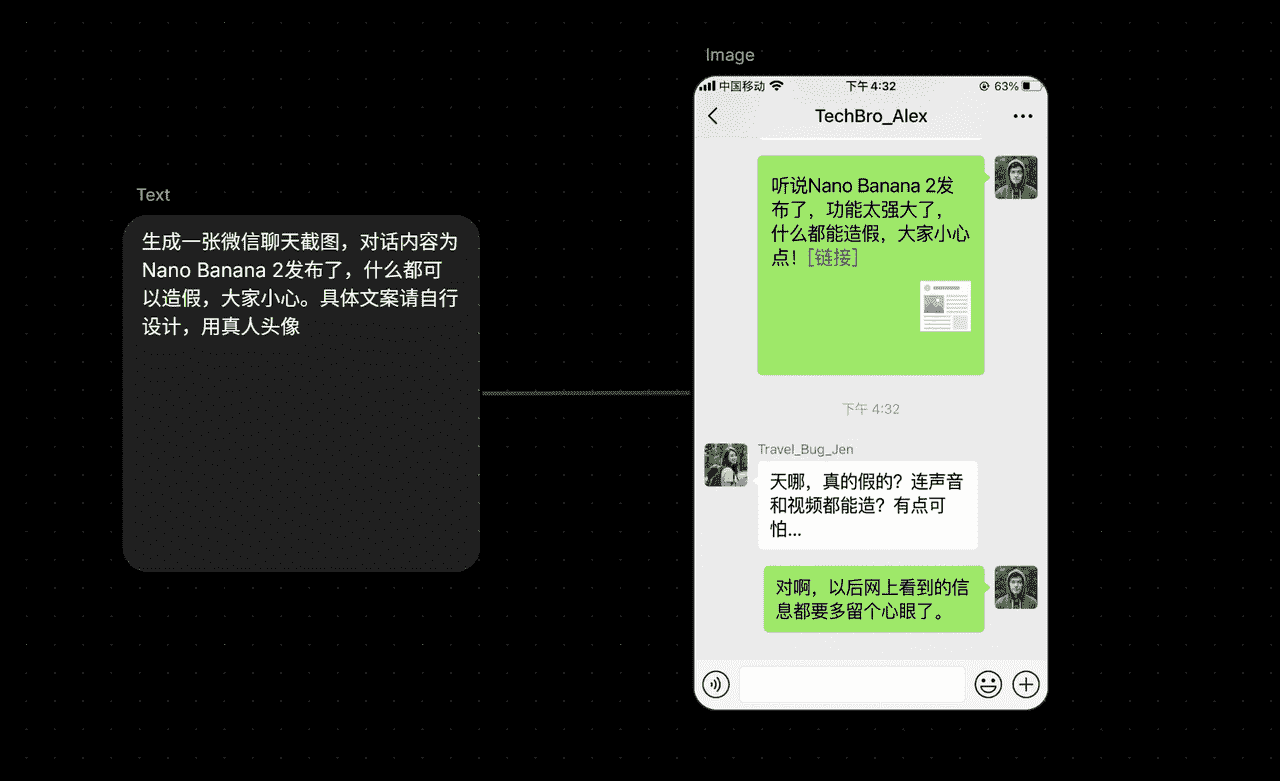 Text
生成一张微信聊天截图，对话内容为
Nano Banana 2发布了，什么都可
以造假，大家小心。具体文案请自行
设计，用真人头像
Image
中国移动
下午 4:32
63%
TechBro_Alex
听说Nano Banana 2发
布了，功能太强大了，
什么都能造假，大家小心
点！[链接]
下午 4:32
Travel_Bug_Jen
天哪，真的假的？连声音
和视频都能造？有点可
怕...
对啊，以后网上看到的信
息都要多留个心眼了。